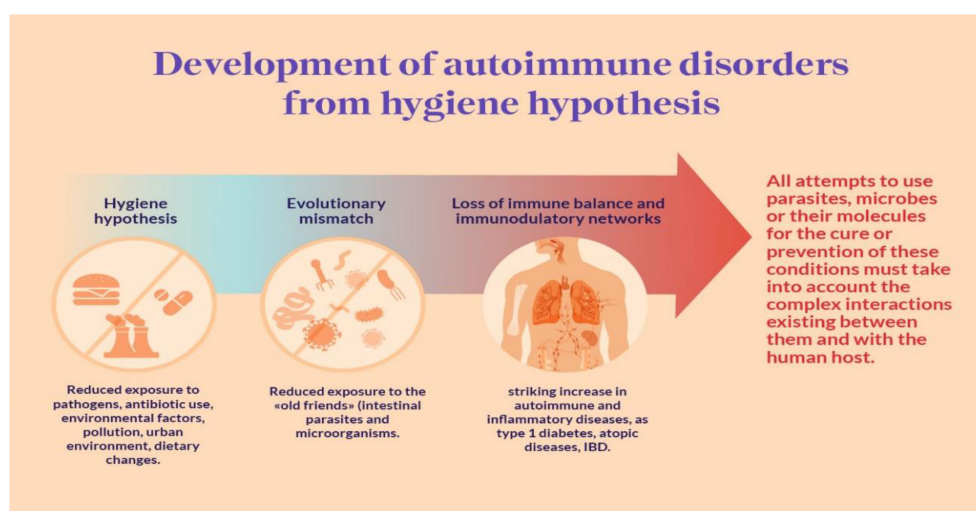 Development of autoimmune disorders
from hygiene hypothesis
Hygiene
hypothesis
Reduced exposure to
pathogens, antibiotic use,
environmental factors,
pollution, urban
environment, dietary
changes.
Evolutionary
mismatch
Reduced exposure to the
«old friends» (intestinal
parasites and
microorganisms.
Loss of immune balance and
immunodulatory networks
striking increase in
autoimmune and
inflammatory diseases, as
type 1 diabetes, atopic
diseases, IBD.
All attempts to use
parasites, microbes
or their molecules
for the cure or
prevention of these
conditions must take
into account the
complex interactions
existing between
them and with the
human host.